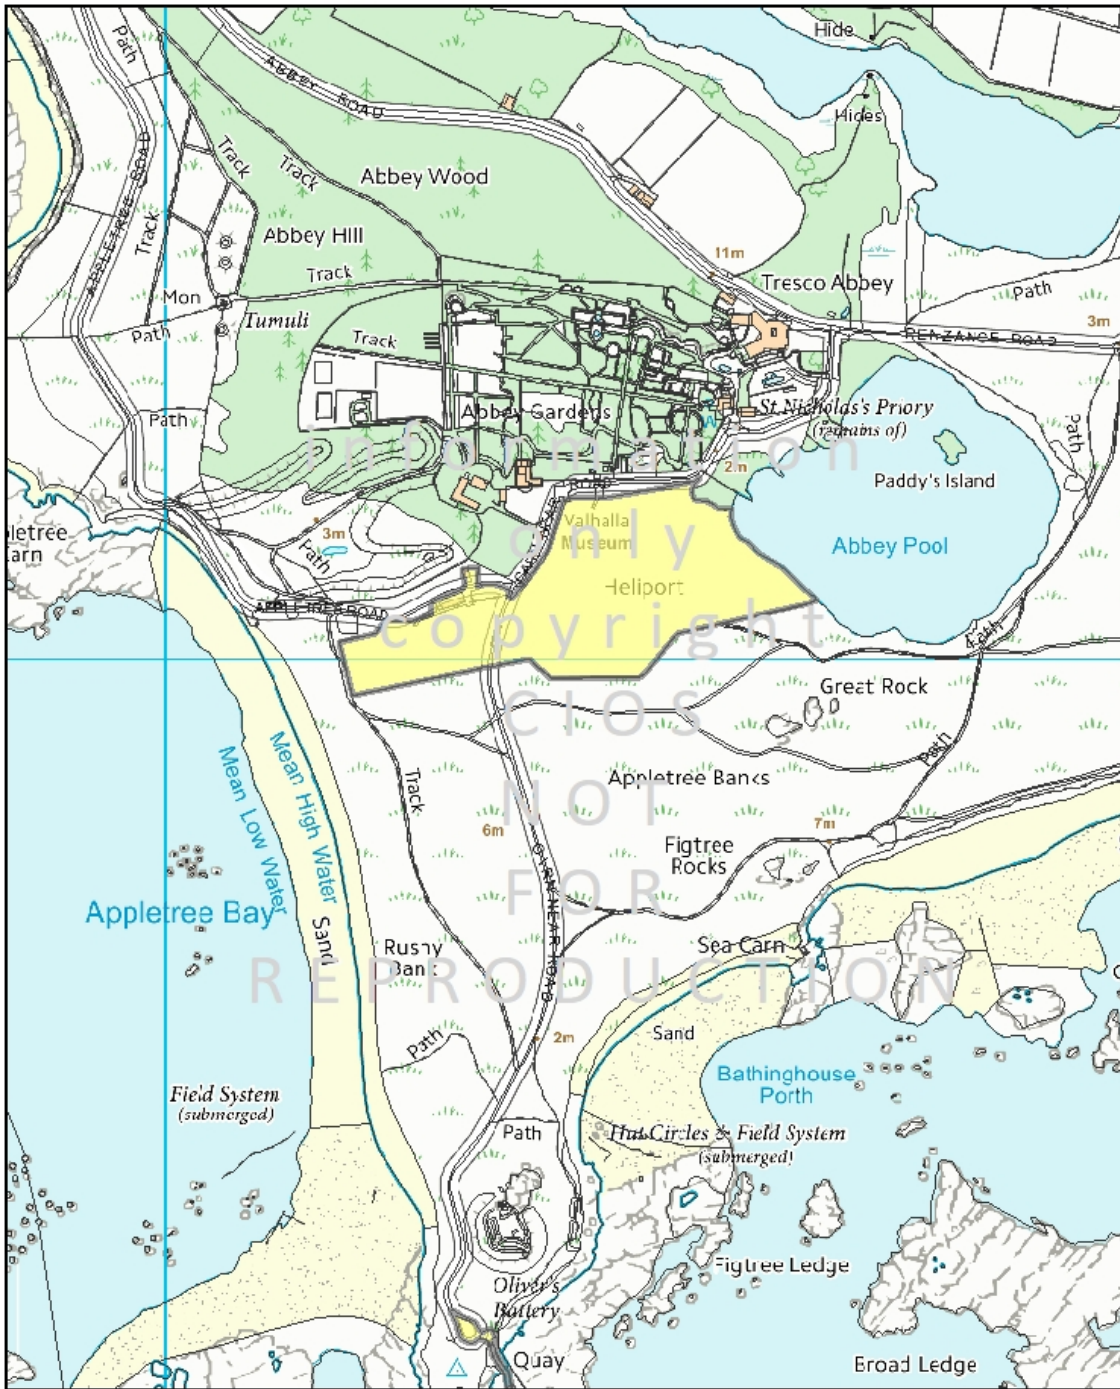 Path
Hide
ABBEY ROAD
Hides
Track
Track
Abbey Wood
APPLETREE ROAD
Track
Abbey Hill
11m
Tresco Abbey
Track
Path
Mon
Tumuli
3m
Path
PENZANCE ROAD
Track
Path
Abbey Gardens
St Nicholas's Priory
(remains of)
Path
information
2m
Paddy's Island
ROAD
Valhalla
Museum
3m
only
Abbey Pool
Path
Heliport
APPLETREE ROAD
copyright
Path
CIOS
Great Rock
Mean High Water
Mean Low Water
Track
Appletree Banks
Path
NOT
6m
7m
Figtree
Rocks
FOR
CARN NEAR ROAD
Appletree Bay
Sand
Rushy
Bank
Sea Carn
REPRODUCTION
Sand
Path
2m
Bathinghouse
Porth
Field System
(submerged)
Path
Hut Circles & Field System
(submerged)
Figtree Ledge
Oliver's
Battery
Quay
Broad Ledge